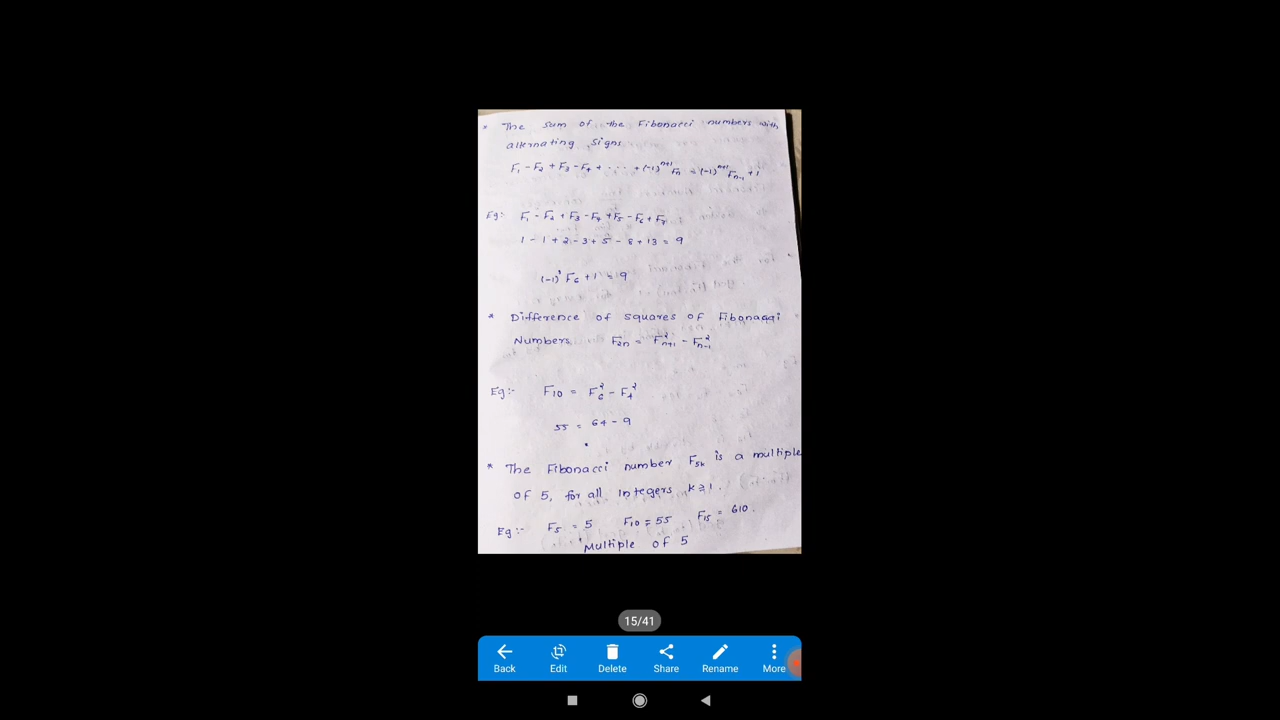 * The sum of the Fibonacci numbers with
alternating signs
F₁ - F₂ + F₃ - F₄ + ..... + (-1)ⁿ⁺¹ Fₙ = (-1)ⁿ⁺¹ Fₙ₋₁ + 1
Eg: F₁ - F₂ + F₃ - F₄ + F₅ - F₆ + F₇
1 - 1 + 2 - 3 + 5 - 8 + 13 = 9
(-1)⁸ F₆ + 1 = 9
* Difference of squares of Fibonacci
Numbers F₂ₙ = F²ₙ₊₁ - F²ₙ₋₁
Eg:- F₁₀ = F₆² - F₄²
55 = 64 - 9
* The Fibonacci number F₅ₖ is a multiple
of 5, for all integers k ≥ 1.
Eg:- F₅ = 5 F₁₀ = 55 F₁₅ = 610.
Multiple of 5
15/41
Back Edit Delete Share Rename More